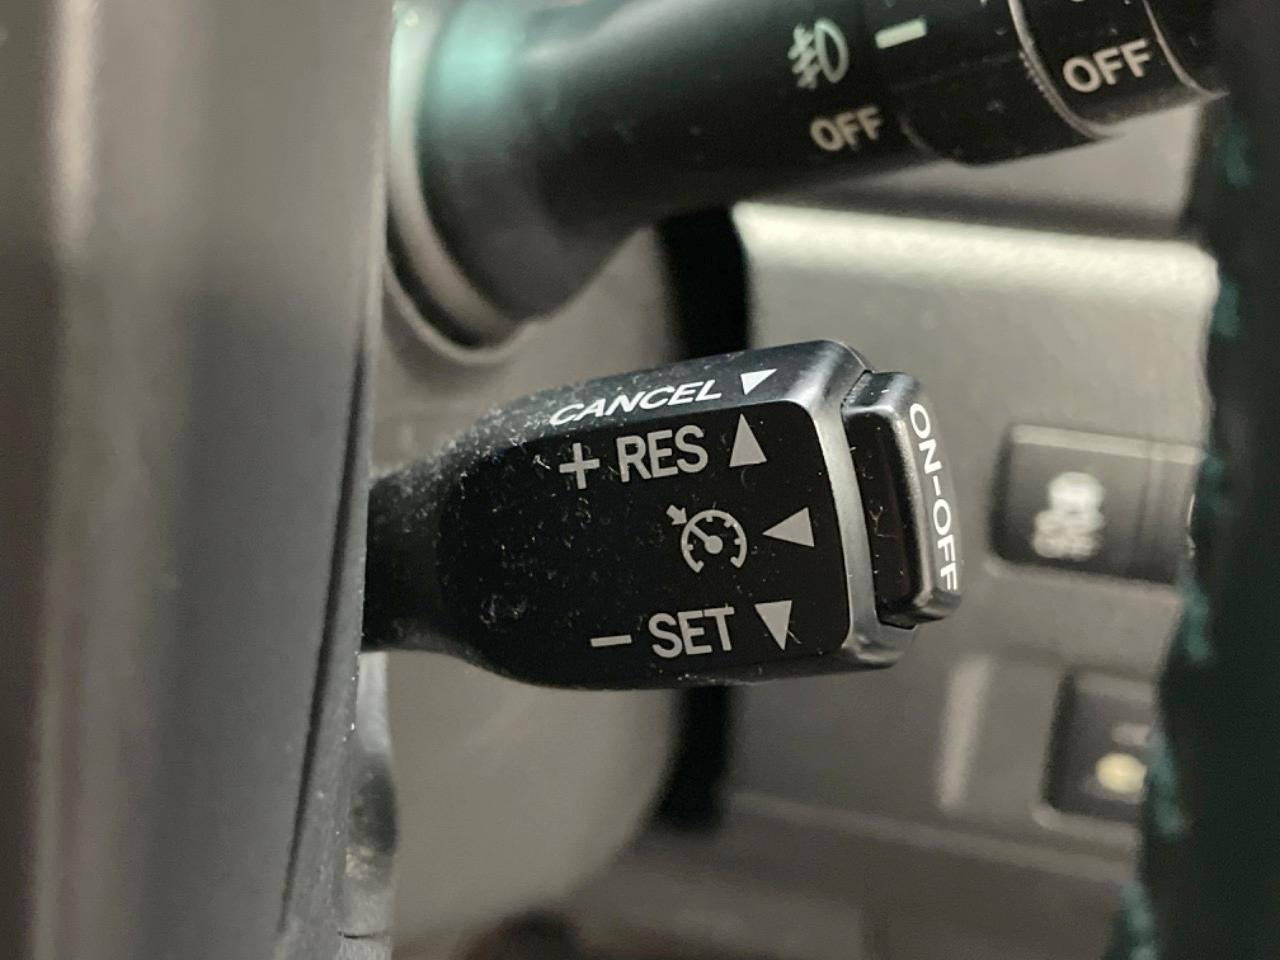 OFF
OFF
CANCEL
+ RES
ON-OFF
- SET